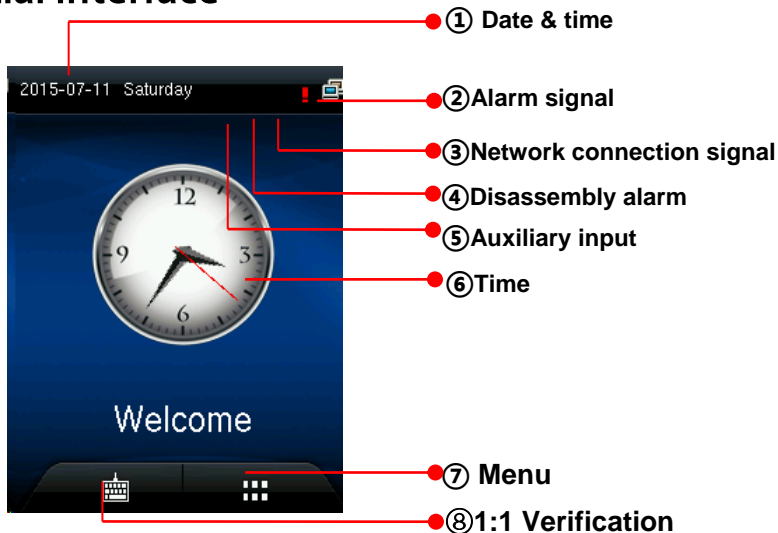 Interface
① Date & time
2015-07-11 Saturday
②Alarm signal
③Network connection signal
④Disassembly alarm
⑤Auxiliary input
12
9
3
6
⑥Time
Welcome
⑦ Menu
⑧1:1 Verification